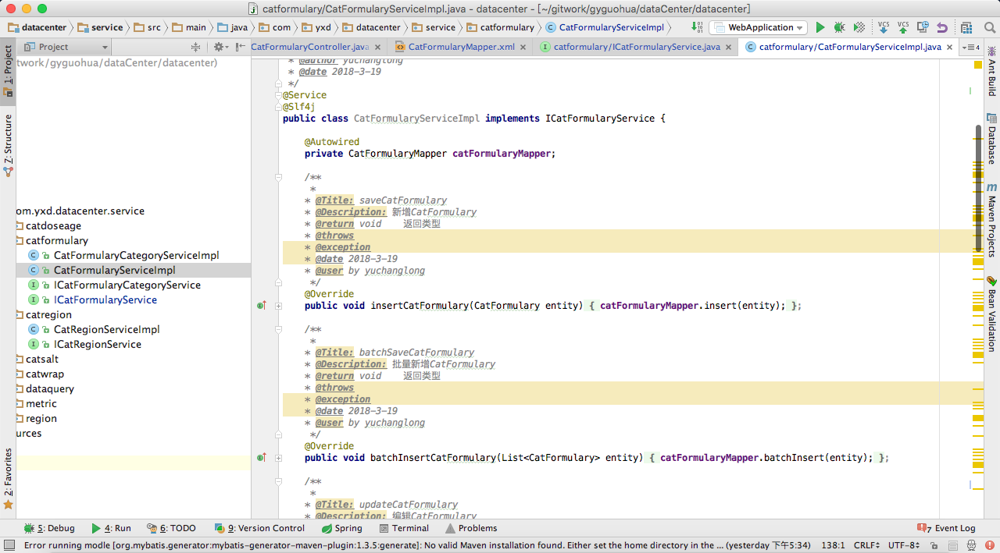 catformulary/CatFormularyServiceImpl.java - datacenter - [~/gitwork/gyguohua/dataCenter/datacenter]
datacenter service src main java com yxd datacenter service catformulary CatFormularyServiceImpl WebApplication VCS VCS
Project
CatFormularyController.java CatFormularyMapper.xml catformulary/ICatFormularyService.java catformulary/CatFormularyServiceImpl.java 4
1: Project
Z: Structure
2: Favorites
twork/gyguohua/dataCenter/datacenter)
om.yxd.datacenter.service
catdoseage
catformulary
CatFormularyCategoryServiceImpl
CatFormularyServiceImpl
ICatFormularyCategoryService
ICatFormularyService
catregion
CatRegionServiceImpl
ICatRegionService
catsalt
catwrap
dataquery
metric
region
urces
* @author yuchanglong
* @date 2018-3-19
*/
@Service
@Slf4j
public class CatFormularyServiceImpl implements ICatFormularyService {
@Autowired
private CatFormularyMapper catFormularyMapper;
/**
*
* @Title: saveCatFormulary
* @Description: 新增CatFormulary
* @return void 返回类型
* @throws
* @exception
* @date 2018-3-19
* @user by yuchanglong
*/
@Override
public void insertCatFormulary(CatFormulary entity) { catFormularyMapper.insert(entity); };
/**
*
* @Title: batchSaveCatFormulary
* @Description: 批量新增CatFormulary
* @return void 返回类型
* @throws
* @exception
* @date 2018-3-19
* @user by yuchanglong
*/
@Override
public void batchInsertCatFormulary(List<CatFormulary> entity) { catFormularyMapper.batchInsert(entity); };
/**
*
* @Title: updateCatFormulary
* @Description: 编辑CatFormulary
Ant Build
Database
Maven Projects
Bean Validation
5: Debug 4: Run 6: TODO 9: Version Control Spring Terminal Problems 7 Event Log
Error running modle [org.mybatis.generator:mybatis-generator-maven-plugin:1.3.5:generate]: No valid Maven installation found. Either set the home directory in the ... (yesterday 下午5:34) 138:1 CRLF UTF-8